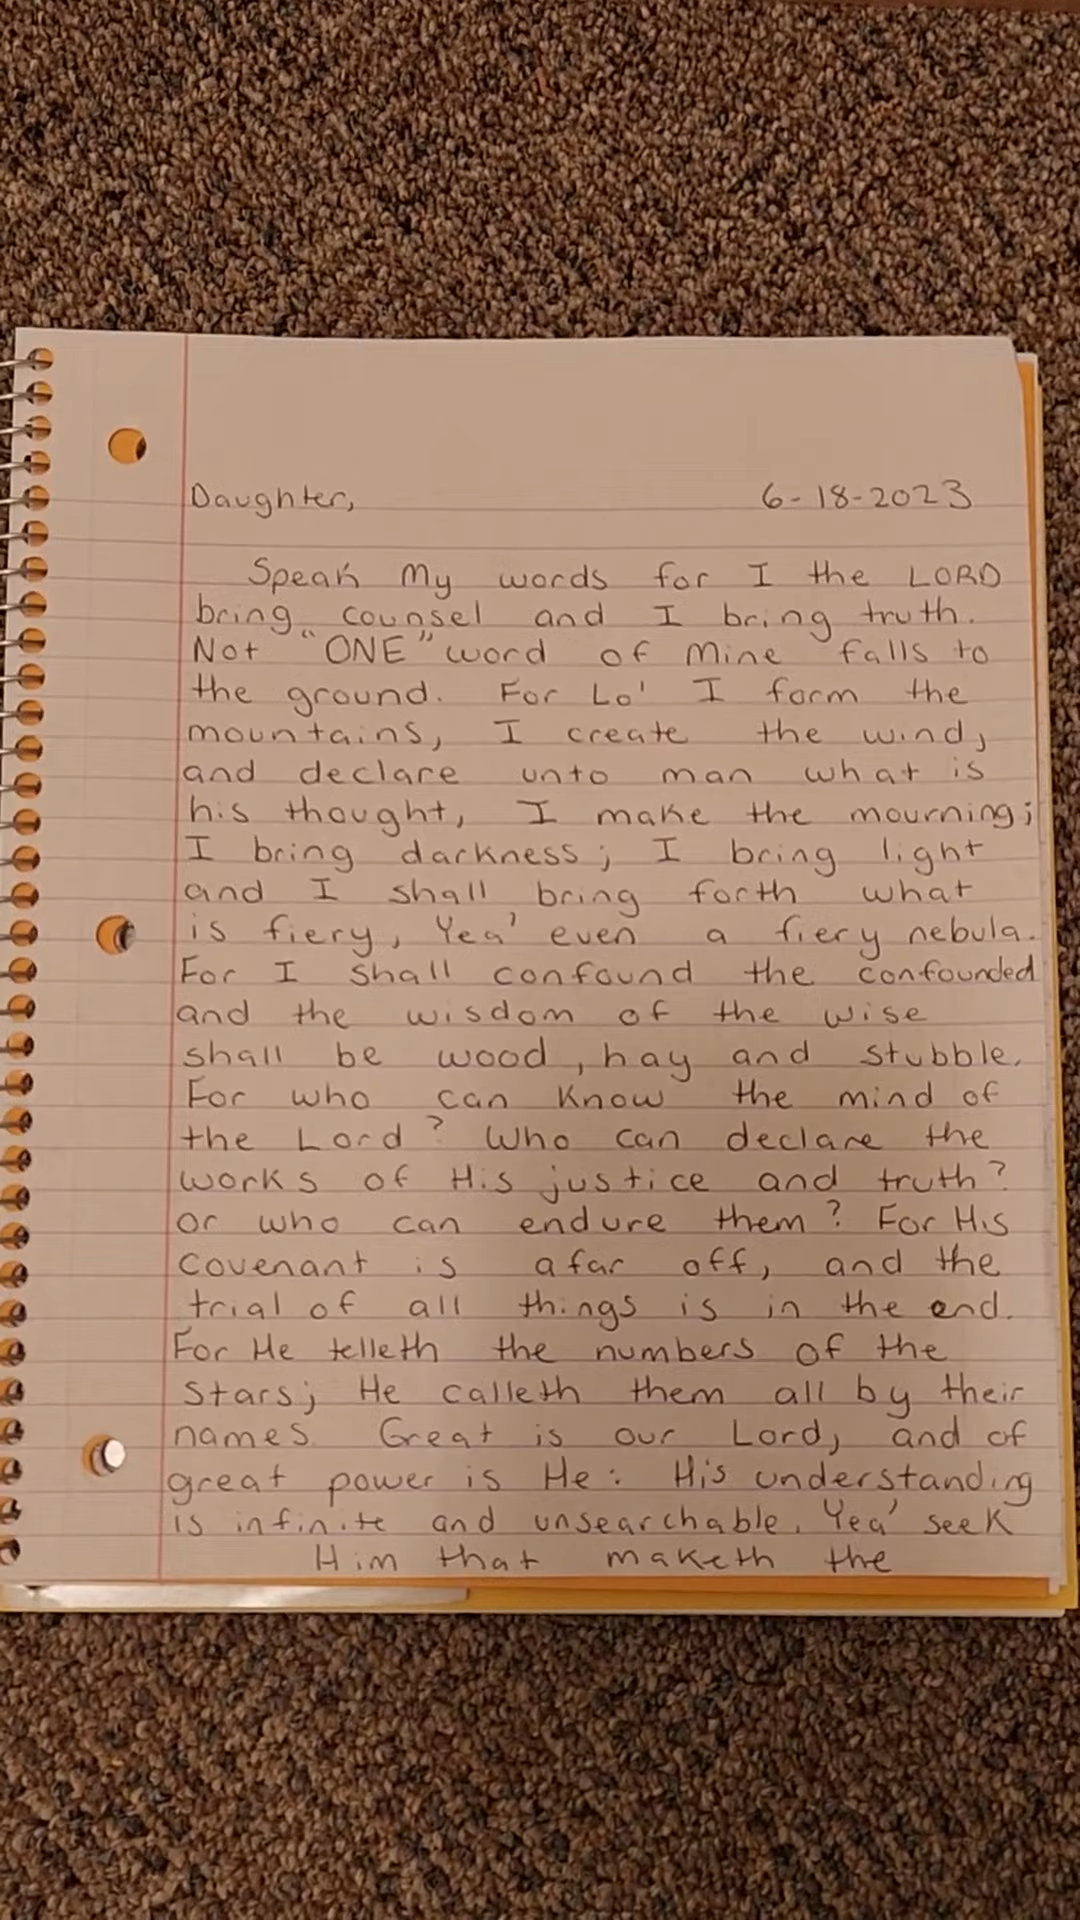 Daughter, 6-18-2023
Speak My words for I the LORD
bring counsel and I bring truth.
Not "ONE" word of Mine falls to
the ground. For Lo' I form the
mountains, I create the wind,
and declare unto man what is
his thought, I make the mourning;
I bring darkness; I bring light
and I shall bring forth what
is fiery, Yea' even a fiery nebula.
For I shall confound the confounded
and the wisdom of the wise
shall be wood, hay and stubble.
For who can know the mind of
the Lord? Who can declare the
works of His justice and truth?
or who can endure them? For His
covenant is afar off, and the
trial of all things is in the end.
For He telleth the numbers of the
stars; He calleth them all by their
names. Great is our Lord, and of
great power is He: His understanding
is infinite and unsearchable. Yea' seek
Him that maketh the